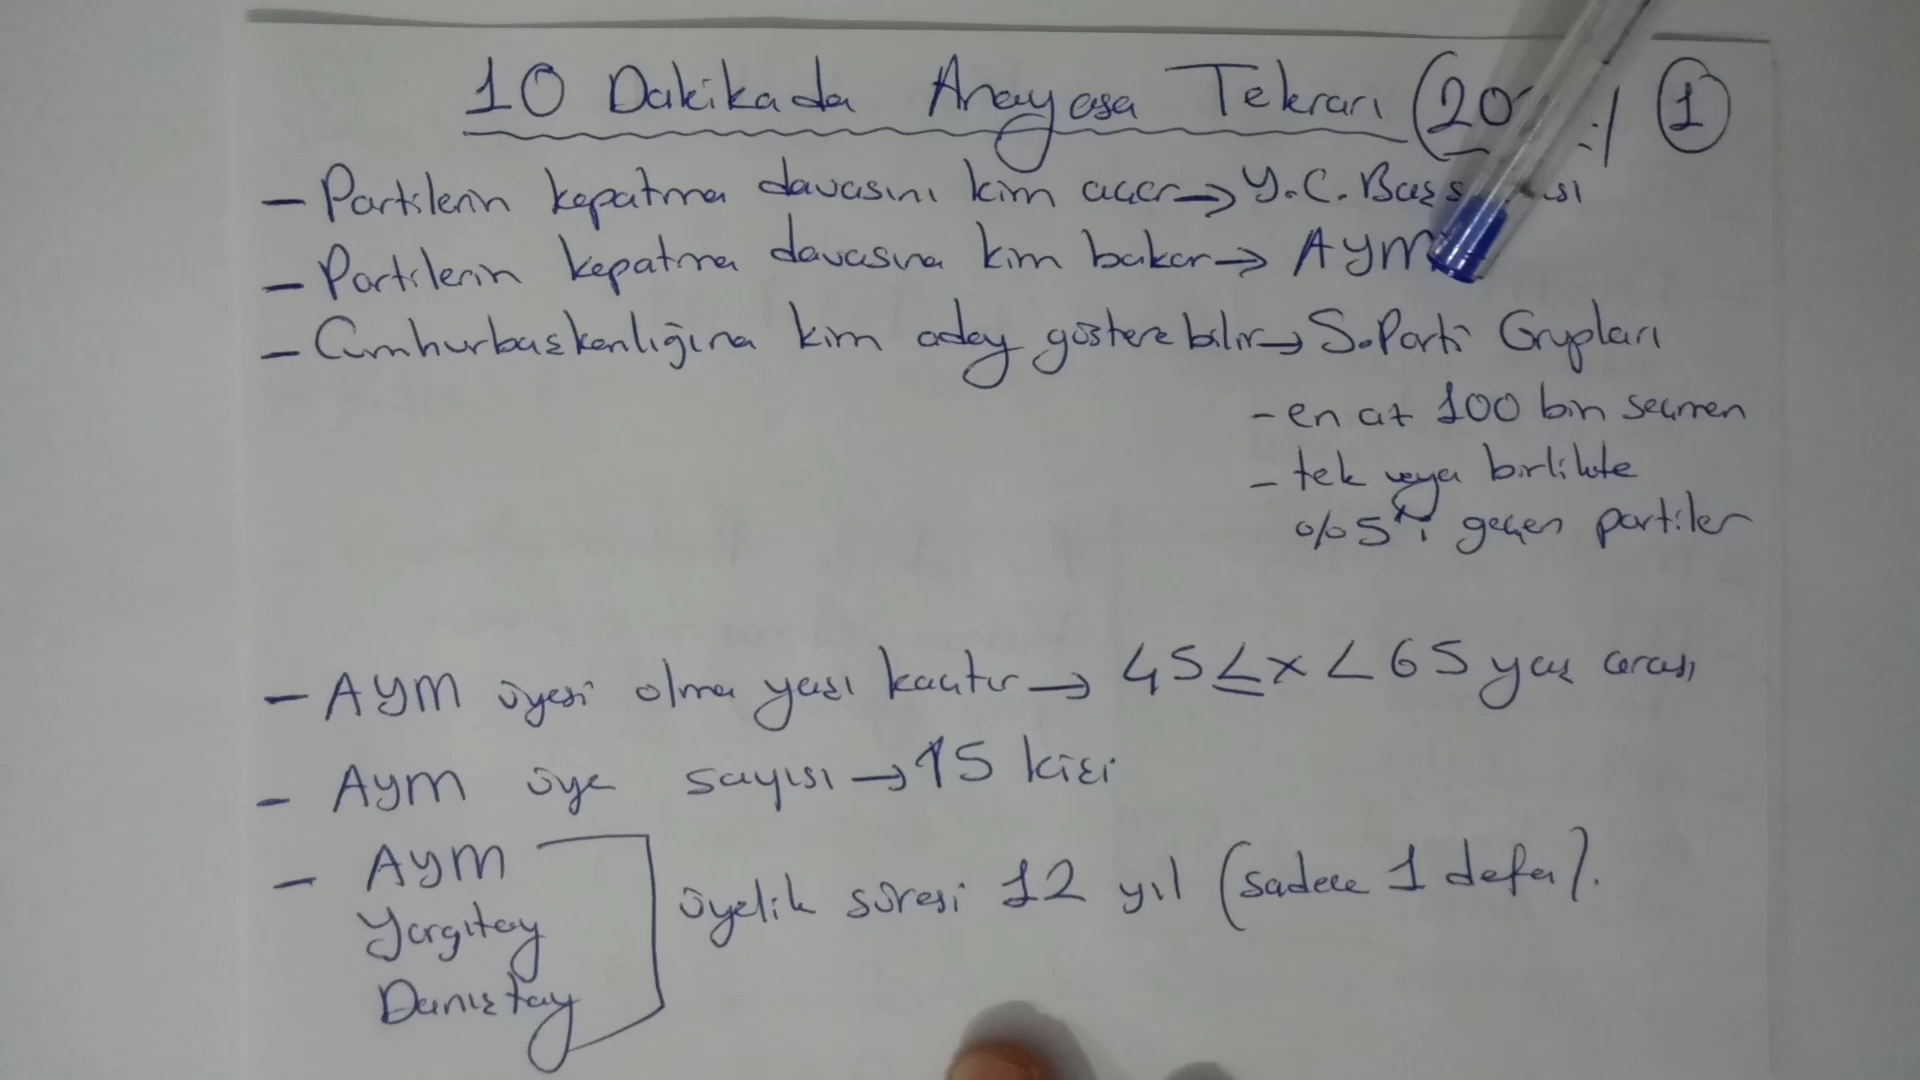 10 Dakikada Anayasa Tekrarı ①
- Partilerin kapatma davasını kim açar → Y.C.
- Partilerin kapatma davasına kim bakar → AYM
- Cumhurbaşkanlığına kim aday gösterebilir → S.Parti Grupları
- en az 100 bin seçmen
- tek veya birlikte
%5'i geçen partiler
- AYM üyesi olma yaşı kaçtır → 45 ≤ x < 65 yaş arası
- AYM üye sayısı → 15 kişi
- AYM
Yargıtay
Danıştay
üyelik süresi 12 yıl (sadece 1 defa).